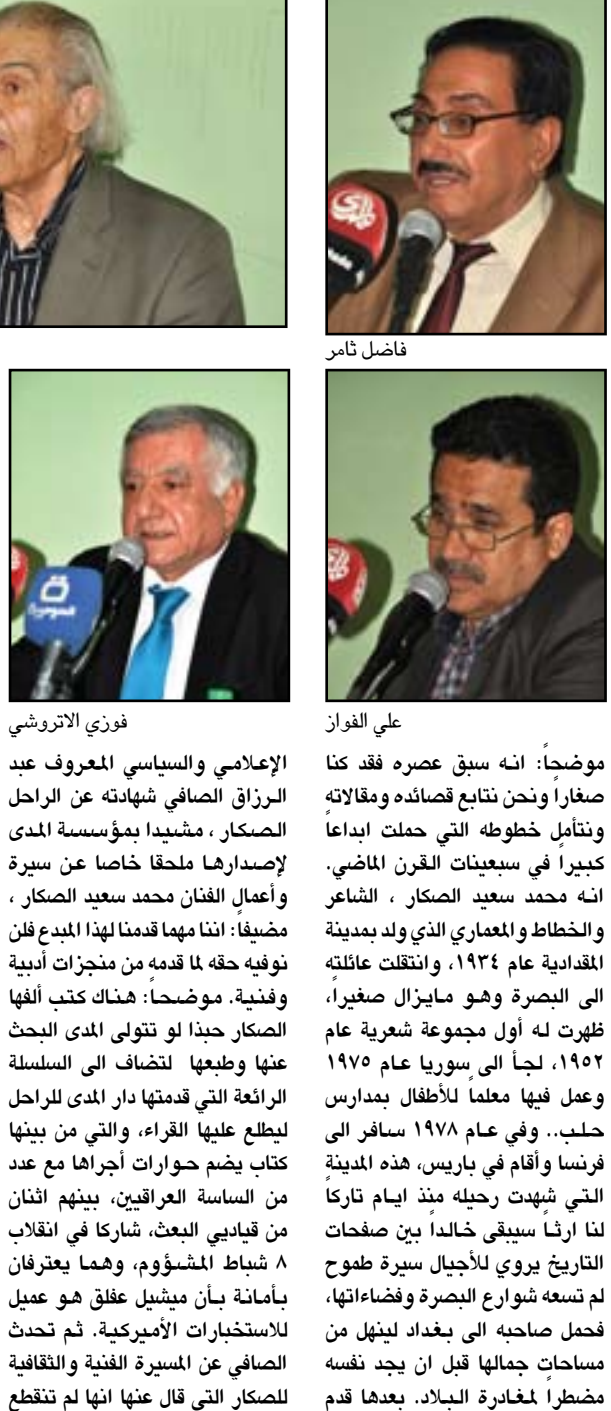 فاضل ثامر
علي الفواز
موضحاً: انه سبق عصره فقد كنا
صغاراً ونحن نتابع قصائده ومقالاته
ونتأمل خطوطه التي حملت ابداعاً
كبيراً في سبعينات القرن الماضي.
انه محمد سعيد الصكار ، الشاعر
والخطاط والمعماري الذي ولد بمدينة
المقدادية عام ١٩٣٤، وانتقلت عائلته
الى البصرة وهو مايزال صغيراً،
ظهرت له أول مجموعة شعرية عام
١٩٥٢، لجأ الى سوريا عام ١٩٧٥
وعمل فيها معلماً للأطفال بمدارس
حلب.. وفي عام ١٩٧٨ سافر الى
فرنسا وأقام في باريس، هذه المدينة
التي شهدت رحيله منذ ايام تاركاً
لنا ارثاً سيبقى خالداً بين صفحات
التاريخ يروي للأجيال سيرة طموح
لم تسعه شوارع البصرة وفضاءاتها،
فحمل صاحبه الى بغداد لينهل من
مساحات جمالها قبل ان يجد نفسه
مضطراً لمغادرة البلاد. بعدها قدم
فوزي الاتروشي
الإعلامي والسياسي المعروف عبد
الرزاق الصافي شهادته عن الراحل
الصكار ، مشيدا بمؤسسة المدى
لإصدارها ملحقا خاصا عن سيرة
وأعمال الفنان محمد سعيد الصكار ،
مضيفاً: اننا مهما قدمنا لهذا المبدع فلن
نوفيه حقه لما قدمه من منجزات أدبية
وفنية. موضحاً: هناك كتب ألفها
الصكار حبذا لو تتولى المدى البحث
عنها وطبعها لتضاف الى السلسلة
الرائعة التي قدمتها دار المدى للراحل
ليطلع عليها القراء، والتي من بينها
كتاب يضم حوارات أجراها مع عدد
من الساسة العراقيين، بينهم اثنان
من قياديي البعث، شاركا في انقلاب
٨ شباط المشؤوم، وهما يعترفان
بأمانة بأن ميشيل عفلق هو عميل
للاستخبارات الأميركية. ثم تحدث
الصافي عن المسيرة الفنية والثقافية
للصكار التي قال عنها انها لم تنقطع